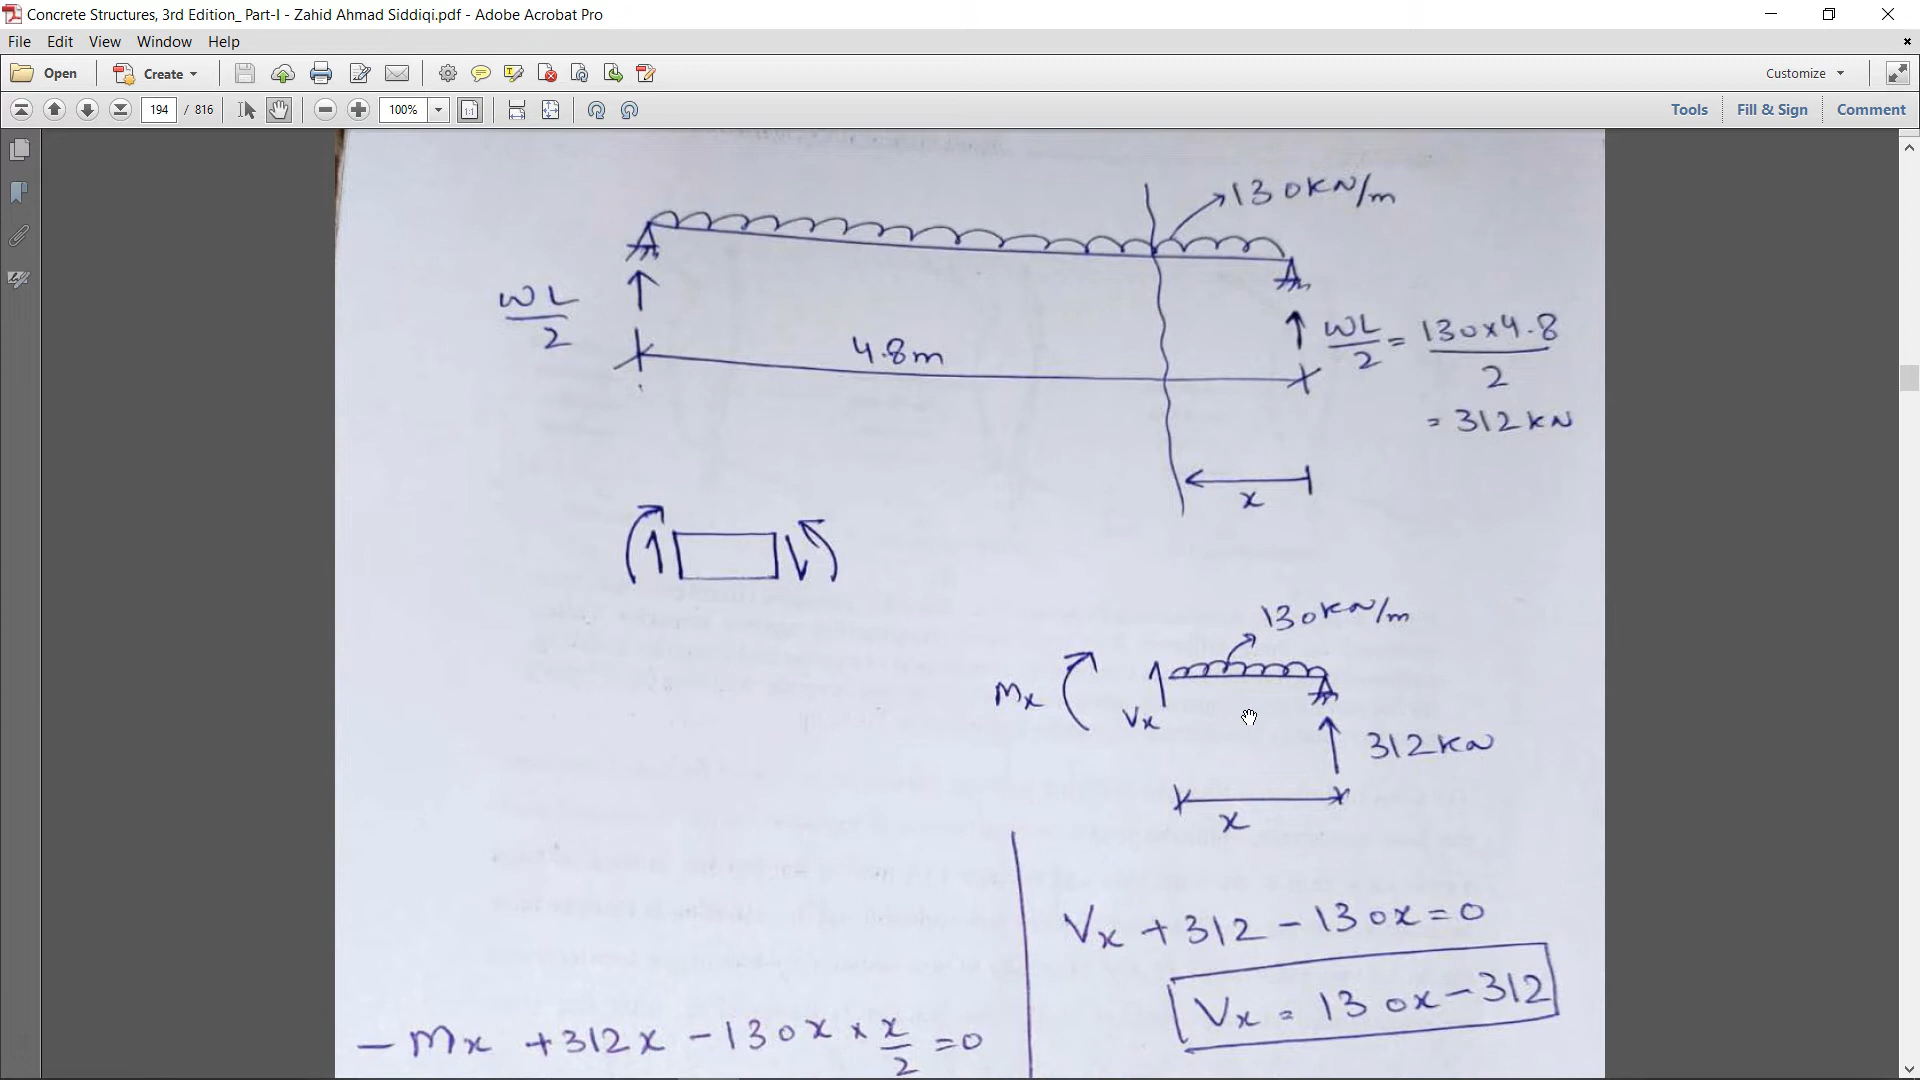 Concrete Structures, 3rd Edition_ Part-I - Zahid Ahmad Siddiqi.pdf - Adobe Acrobat Pro
File Edit View Window Help
Open Create Customize
194 / 816 100% Tools Fill & Sign Comment
130KN/m
WL/2
4.8m
WL/2 = 130x4.8/2
= 312KN
x
130KN/m
Mx
Vx
312KN
x
Vx + 312 - 130x = 0
Vx = 130x - 312
- Mx + 312x - 130x × x/2 = 0